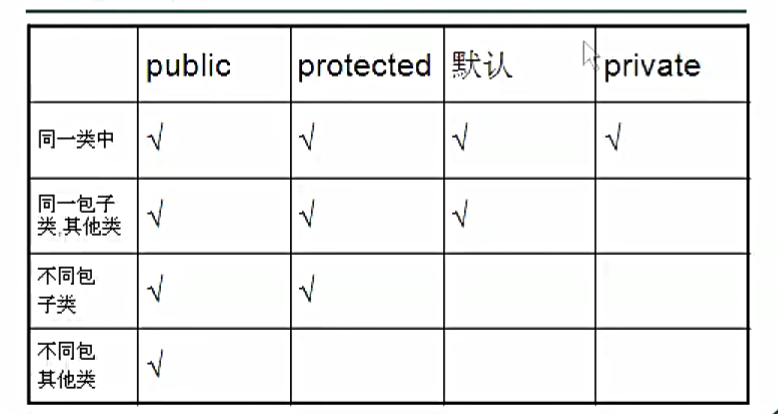 public protected 默认 private
同一类中 √ √ √ √
同一包子
类,其他类 √ √ √
不同包
子类 √ √
不同包
其他类 √